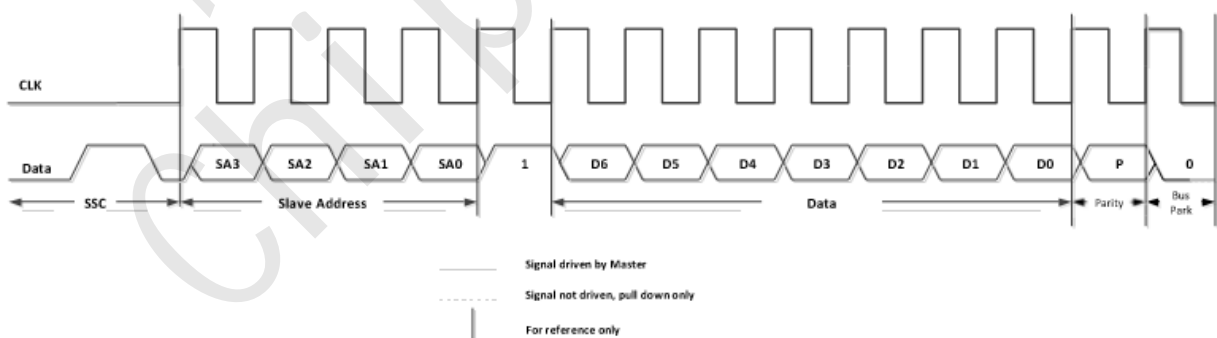 Chip
CLK
Data SA3 SA2 SA1 SA0 1 D6 D5 D4 D3 D2 D1 D0 P 0
SSC Slave Address Data Parity Bus Park
Signal driven by Master
Signal not driven, pull down only
For reference only